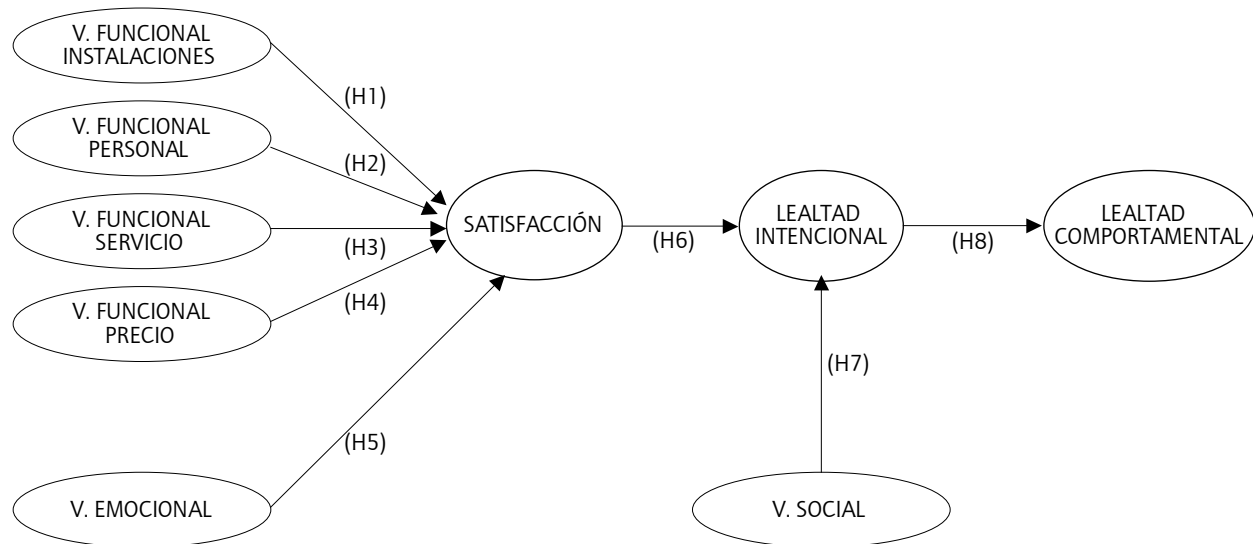 V. FUNCIONAL
INSTALACIONES
(H1)
V. FUNCIONAL
PERSONAL
(H2)
V. FUNCIONAL
SERVICIO
(H3)
V. FUNCIONAL
PRECIO
(H4)
V. EMOCIONAL
(H5)
SATISFACCIÓN
(H6)
LEALTAD
INTENCIONAL
(H7)
V. SOCIAL
(H8)
LEALTAD
COMPORTAMENTAL